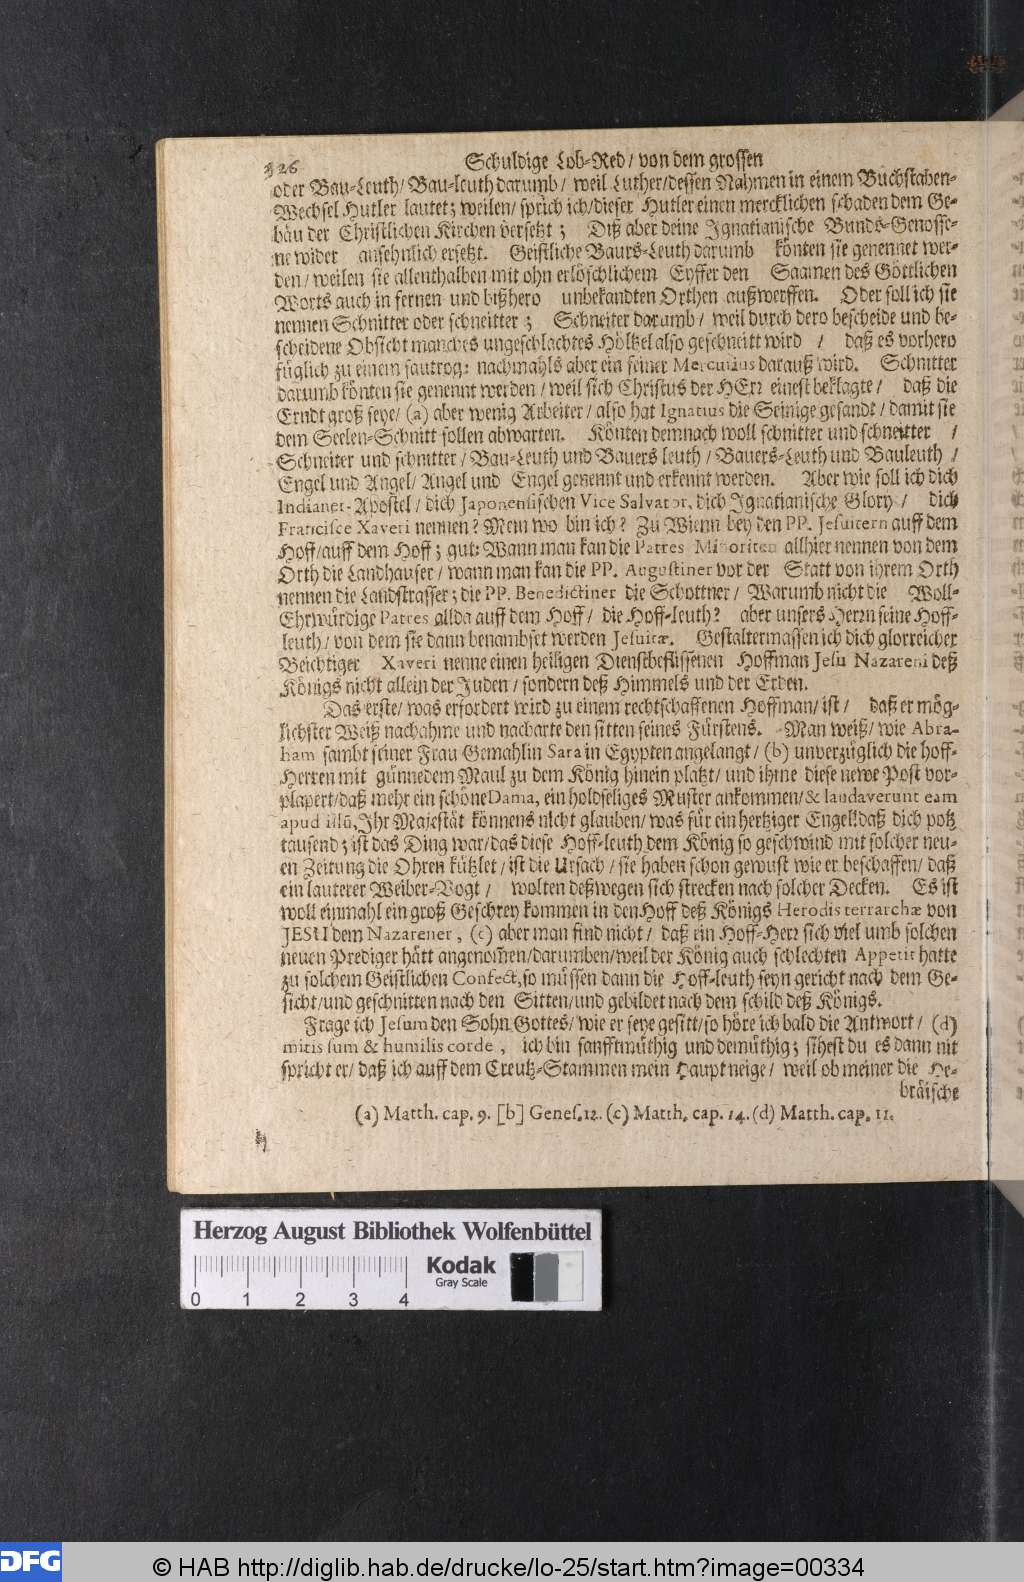 326
Schuldige Lob-Red/ von dem grossen
oder Bau-Leuth/ Bau-leuth darumb/ weil Luther/dessen Nahmen in einem Buchstaben-
Wechsel Hutler lautet; weilen/ sprich ich/dieser Hutler einen mercklichen schaden dem Ge-
bäu der Christlichen Kirchen versetzt; Diß aber deine Ignatianische Bunds-Genosse-
ne wider ansehnlich ersetzt. Geistliche Baurs-Leuth darumb könten sie genennet wer-
den/ weilen sie allenthalben mit ohn erlöschlichem Eyffer den Saamen des Göttlichen
Worts auch in fernen und bißhero unbekandten Orthen außwerffen. Oder soll ich sie
nennen Schnitter oder schneitter; Schneiter darumb/ weil durch dero bescheide und be-
scheidene Obsicht manches ungeschlachtes Höltzel also geschneitt wird / daß es vorhero
füglich zu einem sautrog: nachmahls aber ein feiner Mercurius darauß wird. Schnitter
darumb könten sie genennt werden/ weil sich Christus der HErr einest beklagte/ daß die
Erndt groß seye/ (a) aber wenig Arbeiter/ also hat Ignatius die Seinige gesandt/ damit sie
dem Seelen-Schnitt sollen abwarten. Könten demnach woll schnitter und schneitter /
Schneiter und schnitter/ Bau-Leuth und Bauers leuth/ Bauers-Leuth und Bauleuth /
Engel und Angel/ Angel und Engel genennt und erkennt werden. Aber wie soll ich dich
Indianer-Apostel/ dich Japonensischen Vice Salvator, dich Ignatianische Glory/ dich
Francisce Xaveri nennen? Mein wo bin ich? Zu Wienn bey den PP. Jesuitern auff dem
Hoff/auff dem Hoff; gut: Wann man kan die Patres Minoriten allhier nennen von dem
Orth die Landhauser/ wann man kan die PP. Augustiner vor der Statt von ihrem Orth
nennen die Landstrasser; die PP. Benedictiner die Schottner/ Warumb nicht die Woll-
Ehrwürdige Patres allda auff dem Hoff/ die Hoff-leuth? aber unsers Herrn seine Hoff-
leuth/ von dem sie dann benambset werden Jesuitæ. Gestaltermassen ich dich glorreicher
Beichtiger Xaveri nenne einen heiligen Dienstbeflissenen Hoffman Jesu Nazareni deß
Königs nicht allein der Juden/ sondern deß Himmels und der Erden.
Das erste/ was erfordert wird zu einem rechtschaffenen Hoffman/ ist/ daß er mög-
lichster Weiß nachahme und nacharte den sitten seines Fürstens. Man weiß/ wie Abra-
ham sambt seiner Frau Gemahlin Sara in Egypten angelangt/ (b) unverzüglich die hoff-
Herren mit günnedem Maul zu dem König hinein platzt/ und ihme diese newe Post vor-
plapert/daß mehr ein schöne Dama, ein holdseliges Muster ankommen/& laudaverunt eam
apud illū, Ihr Majestät könnens nicht glauben/ was für ein hertziger Engel! daß dich potz
tausend; ist das Ding war/das diese Hoff-leuth dem König so geschwind mit solcher neu-
en Zeitung die Ohren kützlet/ ist die Ursach/ sie haben schon gewust wie er beschaffen/ daß
ein lauterer Weiber-Vogt/ wolten deßwegen sich strecken nach solcher Decken. Es ist
woll einmahl ein groß Geschrey kommen in den Hoff deß Königs Herodis terrarchæ von
JESU dem Nazarener, (c) aber man find nicht/ daß ein Hoff-Herr sich viel umb solchen
neuen Prediger hätt angenom̄en/darumben/weil der König auch schlechten Appetit hatte
zu solchem Geistlichen Confect, so müssen dann die Hoff-leuth seyn gericht nach dem Ge-
sicht/und geschnitten nach den Sitten/und gebildet nach dem schild deß Königs.
Frage ich Jesum den Sohn Gottes/ wie er seye gesitt/so höre ich bald die Antwort/ (d)
mitis sum & humilis corde, ich bin sanfftmüthig und demüthig; sihest du es dann nit
spricht er/ daß ich auff dem Creutz-Stammen mein Haupt neige/ weil ob meiner die He-
bräische
(a) Matth. cap. 9. [b] Genes. 12. (c) Matth. cap. 14. (d) Matth. cap. 11.
Herzog August Bibliothek Wolfenbüttel
Kodak
Gray Scale
0 1 2 3 4
DFG
© HAB http://diglib.hab.de/drucke/lo-25/start.htm?image=00334